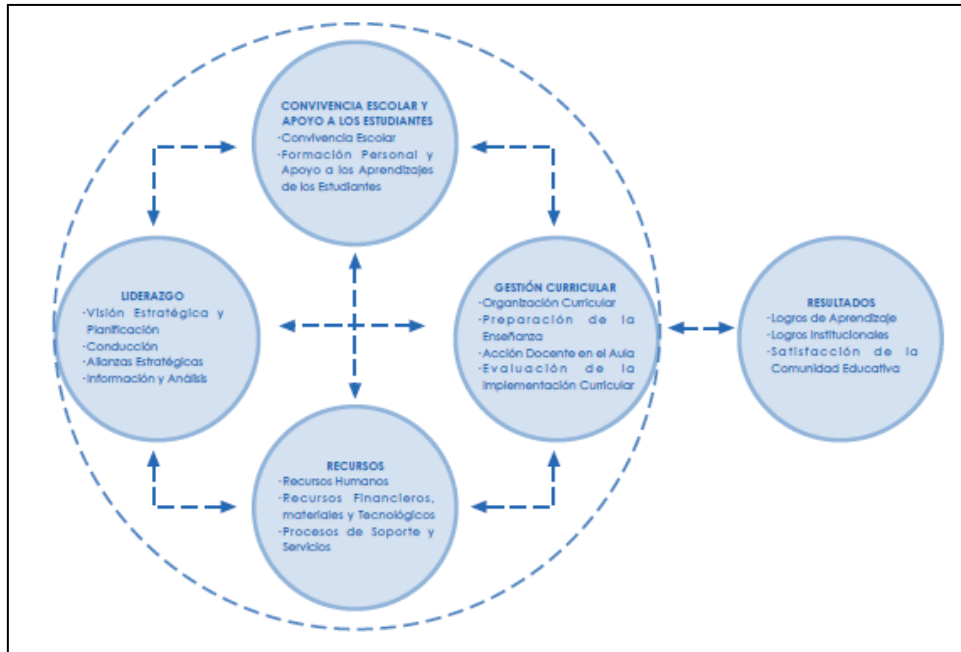 CONVIVENCIA ESCOLAR Y
APOYO A LOS ESTUDIANTES
-Convivencia Escolar
-Formación Personal y
Apoyo a los Aprendizajes
de los Estudiantes
LIDERAZGO
-Visión Estratégica y
Planificación
-Conducción
-Alianzas Estratégicas
-Información y Análisis
GESTIÓN CURRICULAR
-Organización Curricular
-Preparación de la
Enseñanza
-Acción Docente en el Aula
-Evaluación de la
Implementación Curricular
RESULTADOS
-Logros de Aprendizaje
-Logros Institucionales
-Satisfacción de la
Comunidad Educativa
RECURSOS
-Recursos Humanos
-Recursos Financieros,
materiales y Tecnológicos
-Procesos de Soporte y
Servicios